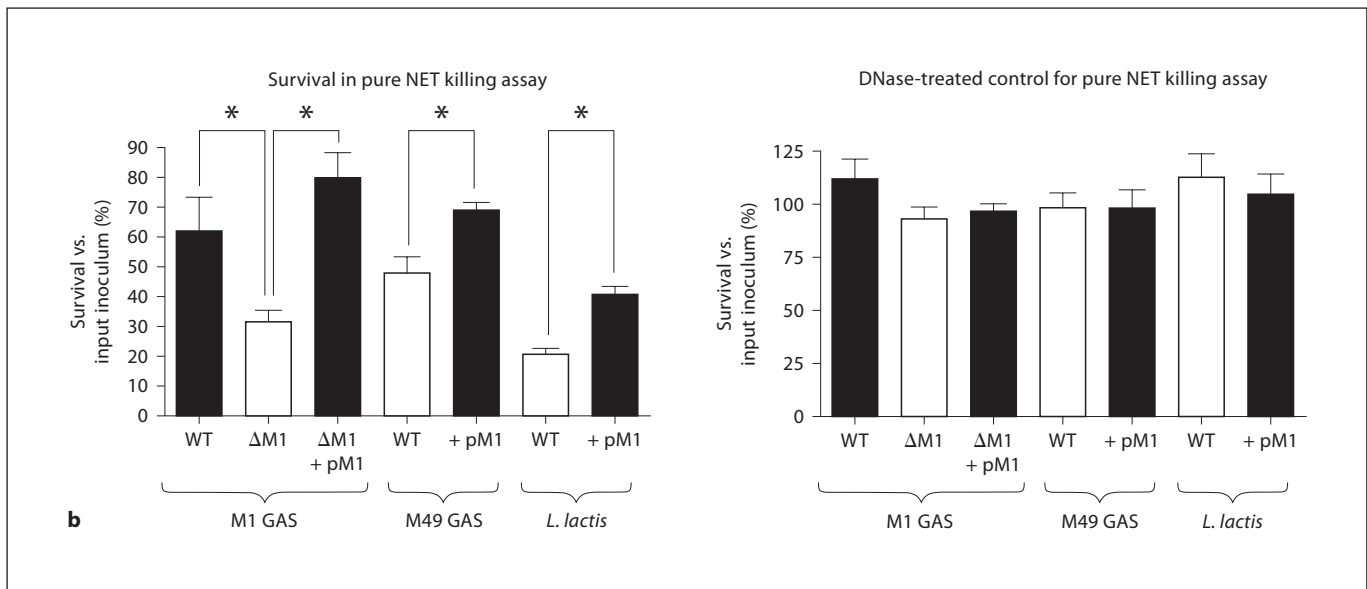 Survival in pure NET killing assay
* * * *
Survival vs.
input inoculum (%)
90
80
70
60
50
40
30
20
10
0
WT ΔM1 ΔM1 WT + pM1 WT + pM1
+ pM1
M1 GAS M49 GAS L. lactis
DNase-treated control for pure NET killing assay
Survival vs.
input inoculum (%)
125
100
75
50
25
0
WT ΔM1 ΔM1 WT + pM1 WT + pM1
+ pM1
M1 GAS M49 GAS L. lactis
b